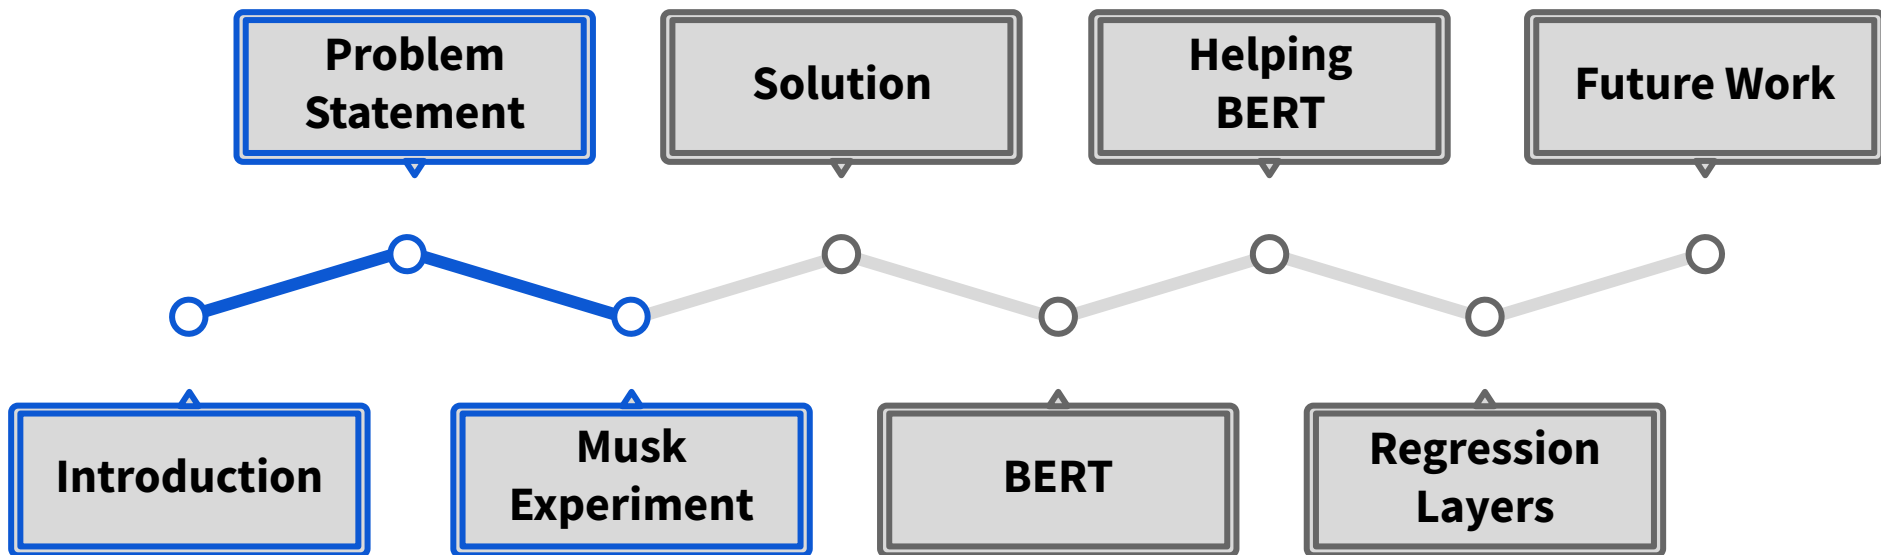 Problem
Statement
Solution
Helping
BERT
Future Work
Introduction
Musk
Experiment
BERT
Regression
Layers